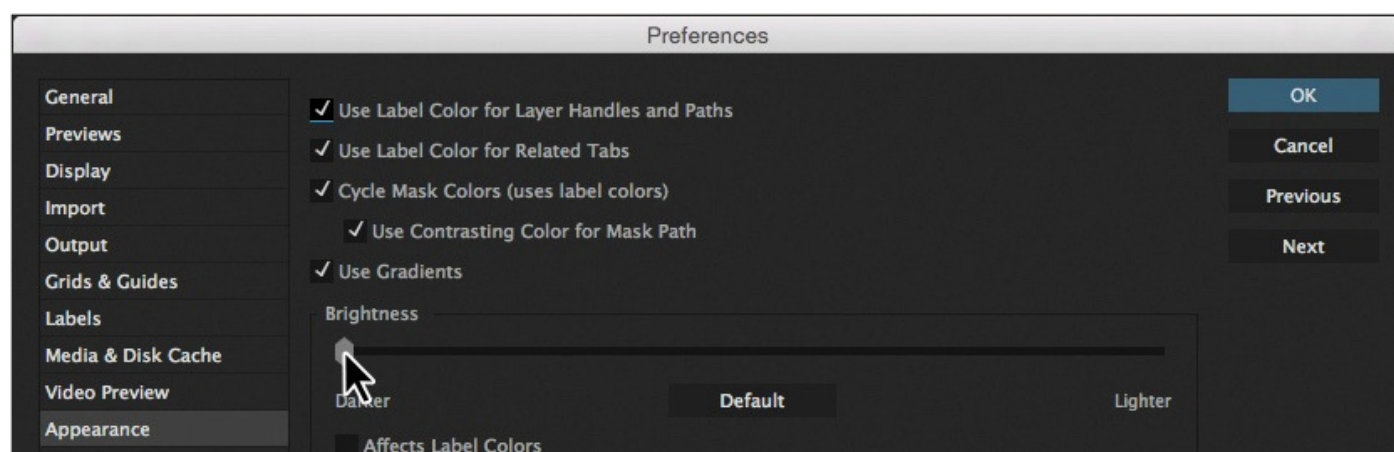 Preferences
General
Previews
Display
Import
Output
Grids & Guides
Labels
Media & Disk Cache
Video Preview
Appearance
Use Label Color for Layer Handles and Paths
Use Label Color for Related Tabs
Cycle Mask Colors (uses label colors)
Use Contrasting Color for Mask Path
Use Gradients
Brightness
Darker
Default
Lighter
Affects Label Colors
OK
Cancel
Previous
Next